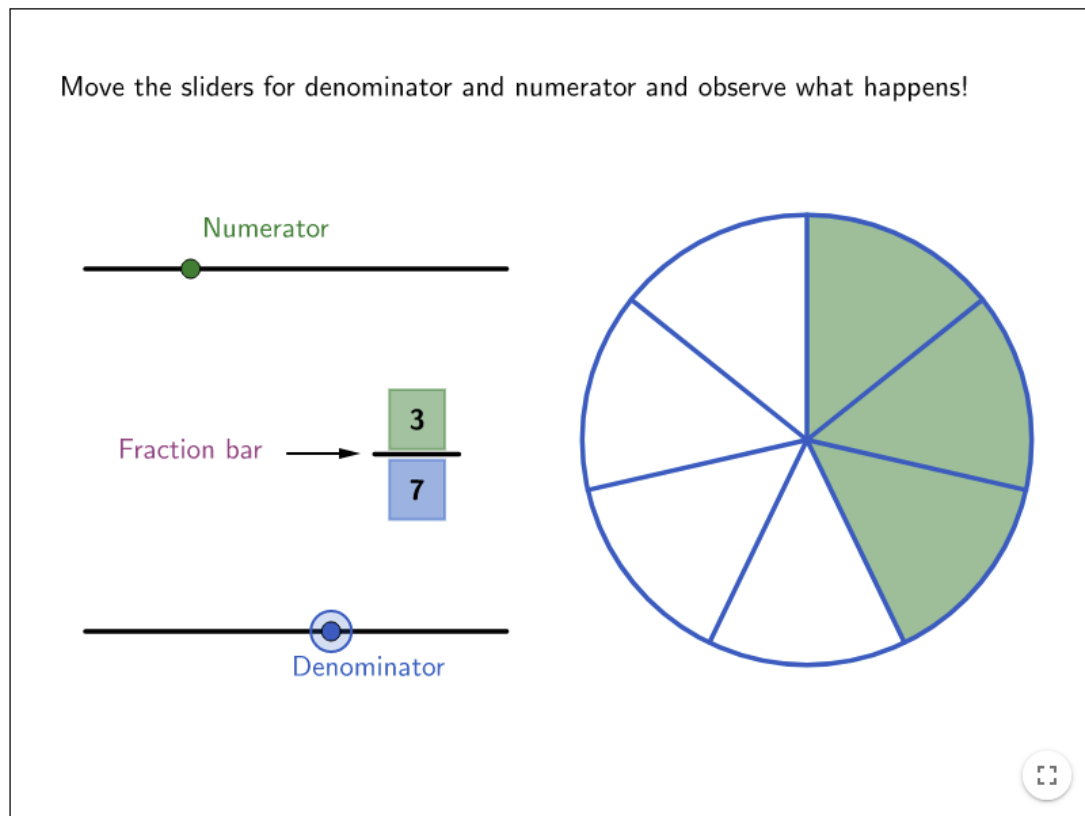 Move the sliders for denominator and numerator and observe what happens!
Numerator
3
Fraction bar
7
Denominator